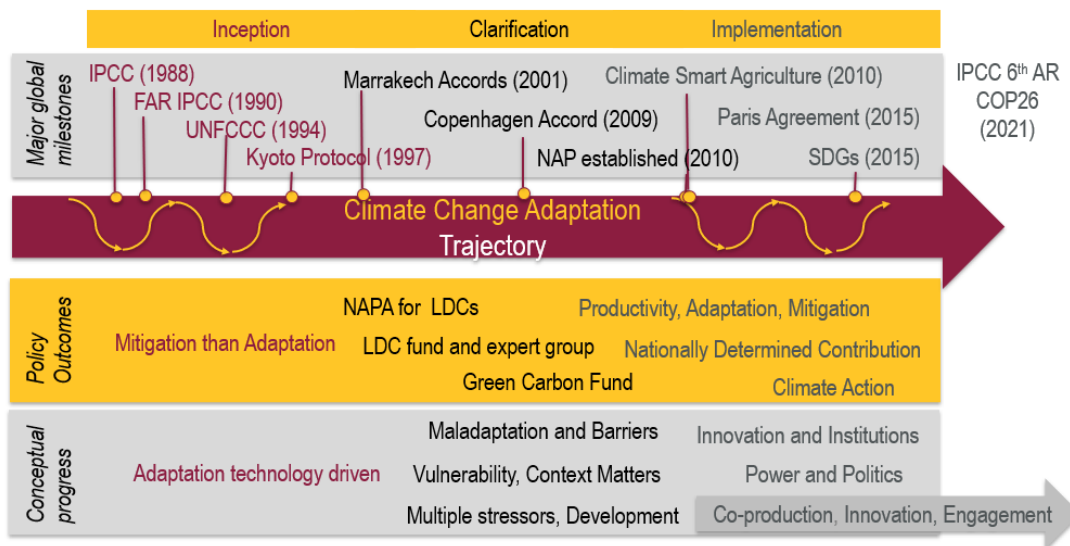 Inception
Clarification
Implementation
Major global
milestones
IPCC (1988)
FAR IPCC (1990)
UNFCCC (1994)
Kyoto Protocol (1997)
Marrakech Accords (2001)
Copenhagen Accord (2009)
NAP established (2010)
Climate Smart Agriculture (2010)
Paris Agreement (2015)
SDGs (2015)
IPCC 6th AR
COP26
(2021)
Climate Change Adaptation
Trajectory
Policy
Outcomes
Mitigation than Adaptation
NAPA for LDCs
LDC fund and expert group
Green Carbon Fund
Productivity, Adaptation, Mitigation
Nationally Determined Contribution
Climate Action
Conceptual
progress
Adaptation technology driven
Maladaptation and Barriers
Vulnerability, Context Matters
Multiple stressors, Development
Innovation and Institutions
Power and Politics
Co-production, Innovation, Engagement